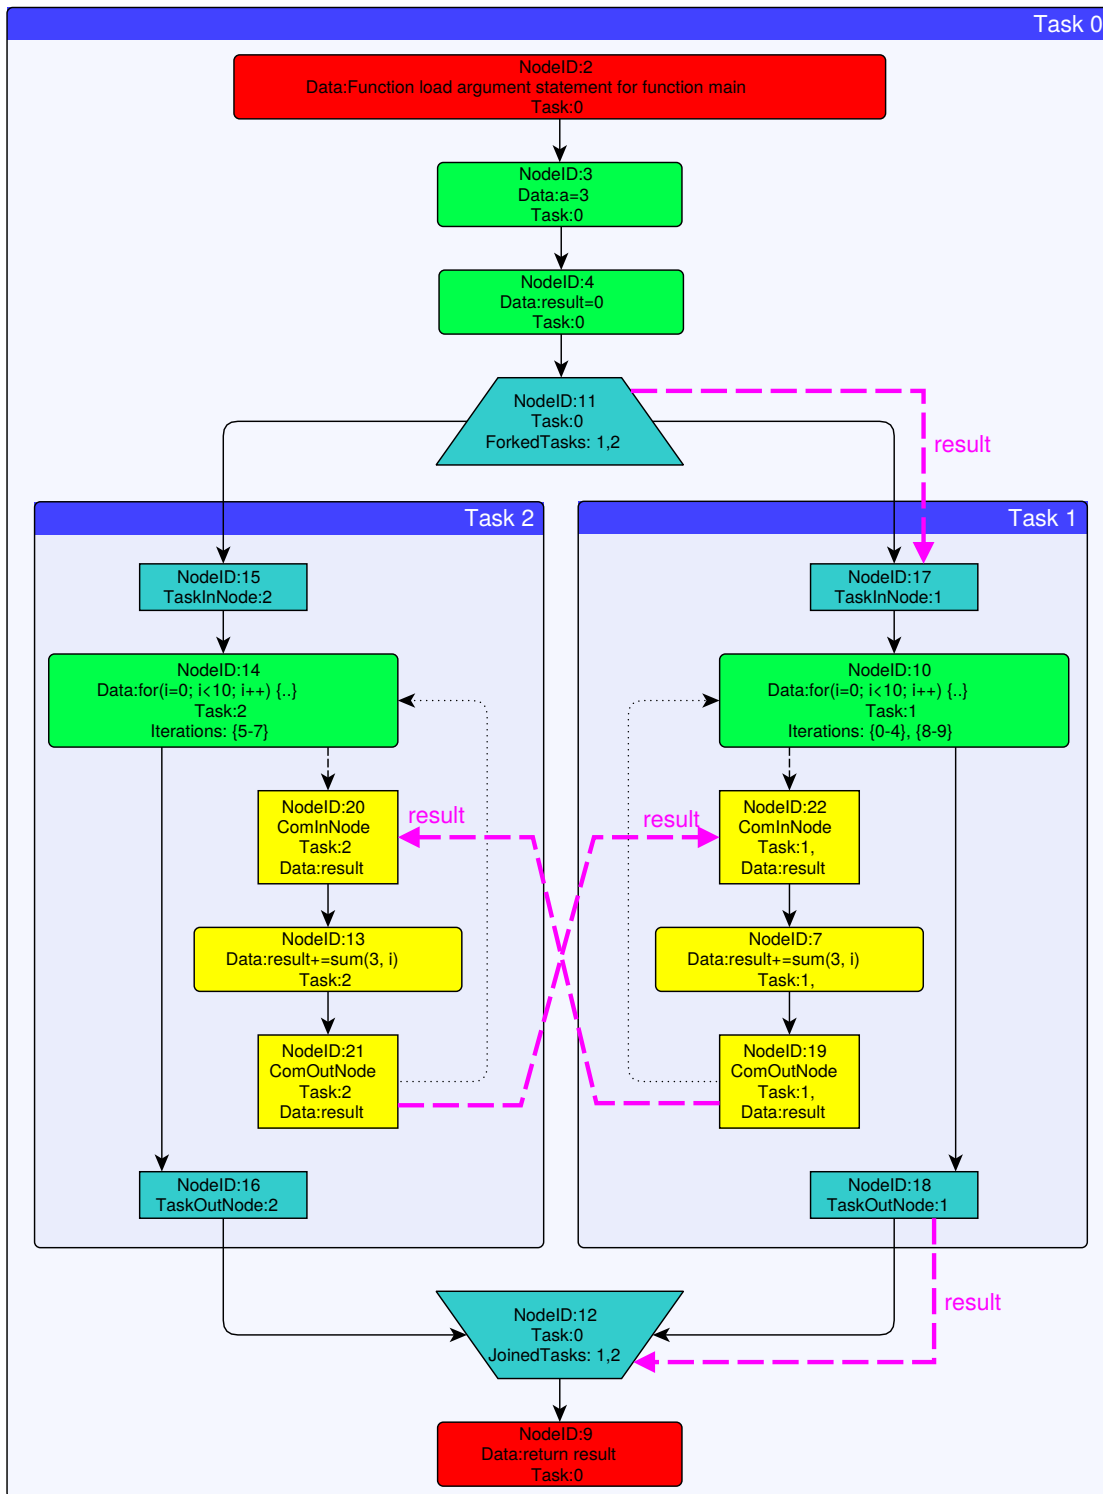 Task 0
NodeID:2
Data:Function load argument statement for function main
Task:0
NodeID:3
Data:a=3
Task:0
NodeID:4
Data:result=0
Task:0
NodeID:11
Task:0
ForkedTasks: 1,2
result
Task 2
NodeID:15
TaskInNode:2
NodeID:14
Data:for(i=0; i<10; i++) {..}
Task:2
Iterations: {5-7}
NodeID:20
ComInNode
Task:2
Data:result
result
NodeID:13
Data:result+=sum(3, i)
Task:2
NodeID:21
ComOutNode
Task:2
Data:result
NodeID:16
TaskOutNode:2
Task 1
NodeID:17
TaskInNode:1
NodeID:10
Data:for(i=0; i<10; i++) {..}
Task:1
Iterations: {0-4}, {8-9}
result
NodeID:22
ComInNode
Task:1,
Data:result
NodeID:7
Data:result+=sum(3, i)
Task:1,
NodeID:19
ComOutNode
Task:1,
Data:result
NodeID:18
TaskOutNode:1
result
NodeID:12
Task:0
JoinedTasks: 1,2
NodeID:9
Data:return result
Task:0